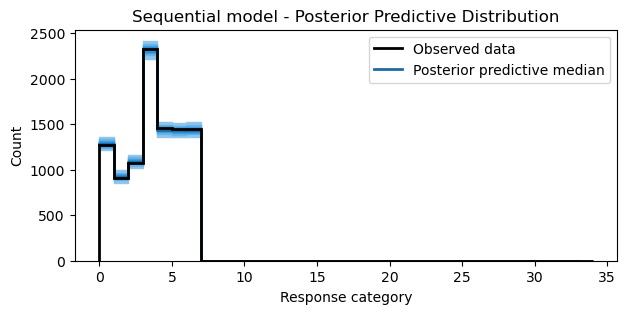 Sequential model - Posterior Predictive Distribution
Observed data
Posterior predictive median
Count
2500
2000
1500
1000
500
0
0 5 10 15 20 25 30 35
Response category